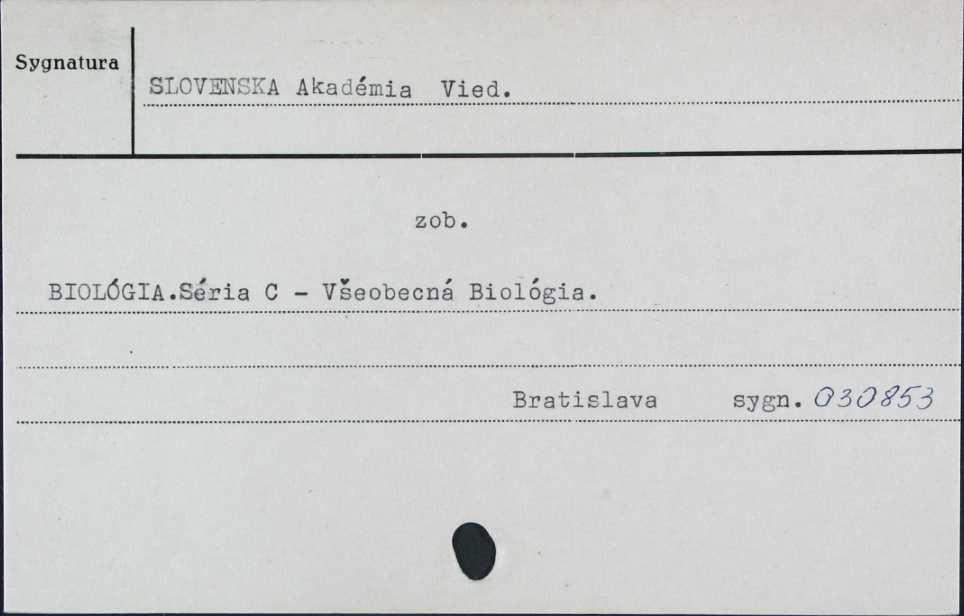 Sygnatura
SLOVENSKA Akadémia Vied.
zob.
BIOLÓGIA.Séria C - Všeobecná Biológia.
Bratislava sygn. 030853